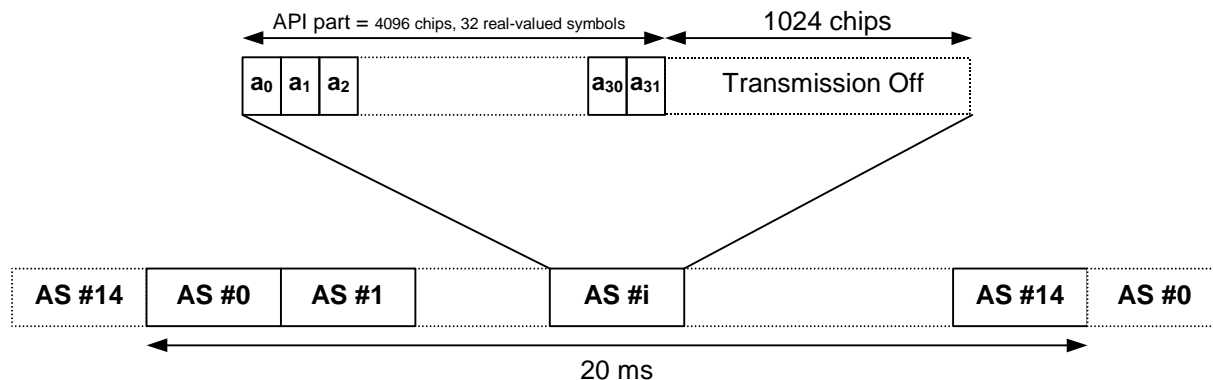 API part = 4096 chips, 32 real-valued symbols
1024 chips
a0 a1 a2 a30 a31 Transmission Off
AS #14 AS #0 AS #1 AS #i AS #14 AS #0
20 ms